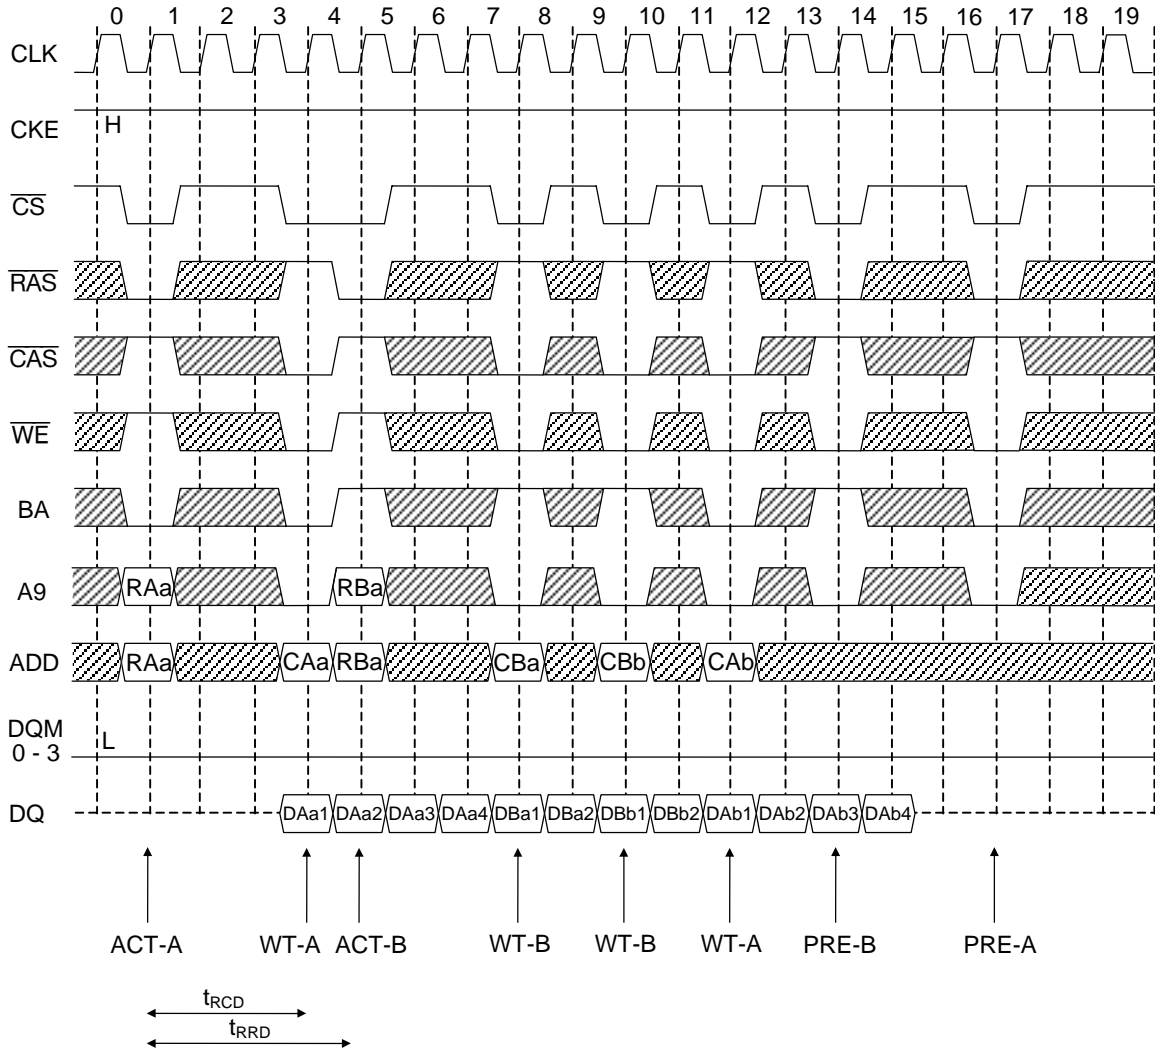 0 1 2 3 4 5 6 7 8 9 10 11 12 13 14 15 16 17 18 19
CLK
CKE H
CS
RAS
CAS
WE
BA
A9 RAa RBa
ADD RAa CAa RBa CBa CBb CAb
DQM
0 - 3 L
DQ DAa1 DAa2 DAa3 DAa4 DBa1 DBa2 DBb1 DBb2 DAb1 DAb2 DAb3 DAb4
ACT-A WT-A ACT-B WT-B WT-B WT-A PRE-B PRE-A
tRCD
tRRD